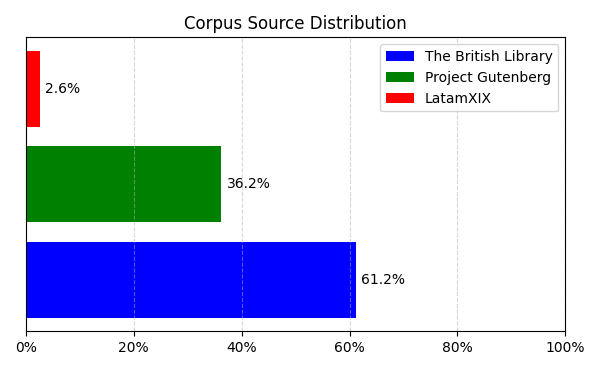 Corpus Source Distribution
The British Library
Project Gutenberg
LatamXIX
2.6%
36.2%
61.2%
0% 20% 40% 60% 80% 100%